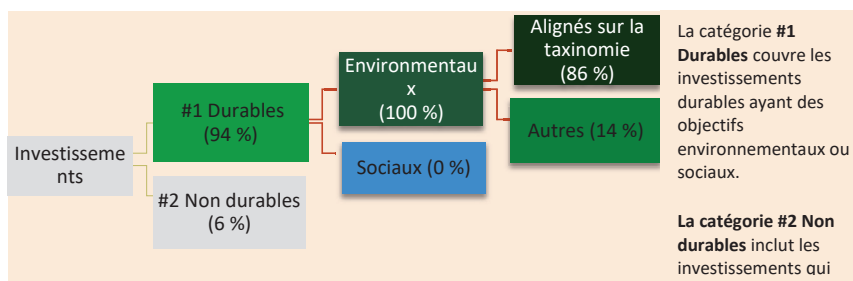 Investisseme
nts
#1 Durables
(94 %)
#2 Non durables
(6 %)
Environnementau
x
(100 %)
Sociaux (0 %)
Alignés sur la
taxinomie
(86 %)
Autres (14 %)
La catégorie #1
Durables couvre les
investissements
durables ayant des
objectifs
environnementaux ou
sociaux.
La catégorie #2 Non
durables inclut les
investissements qui